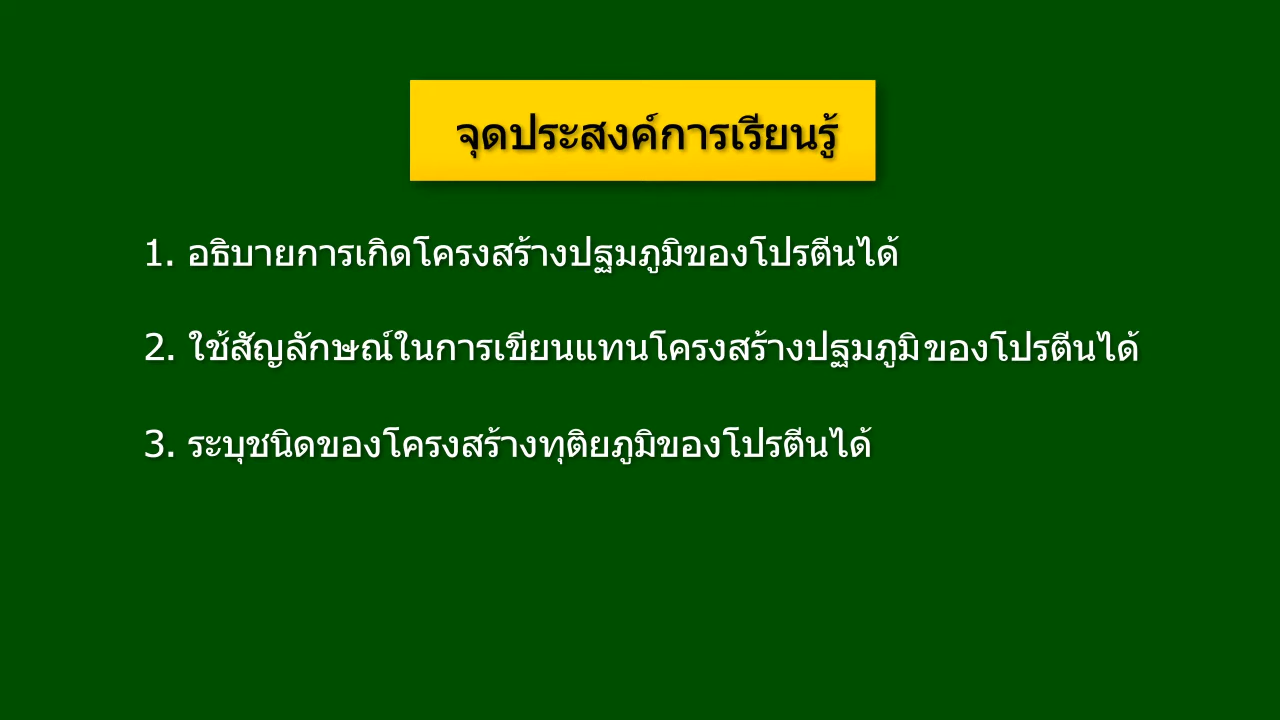 จุดประสงค์การเรียนรู้
1. อธิบายการเกิดโครงสร้างปฐมภูมิของโปรตีนได้
2. ใช้สัญลักษณ์ในการเขียนแทนโครงสร้างปฐมภูมิของโปรตีนได้
3. ระบุชนิดของโครงสร้างทุติยภูมิของโปรตีนได้